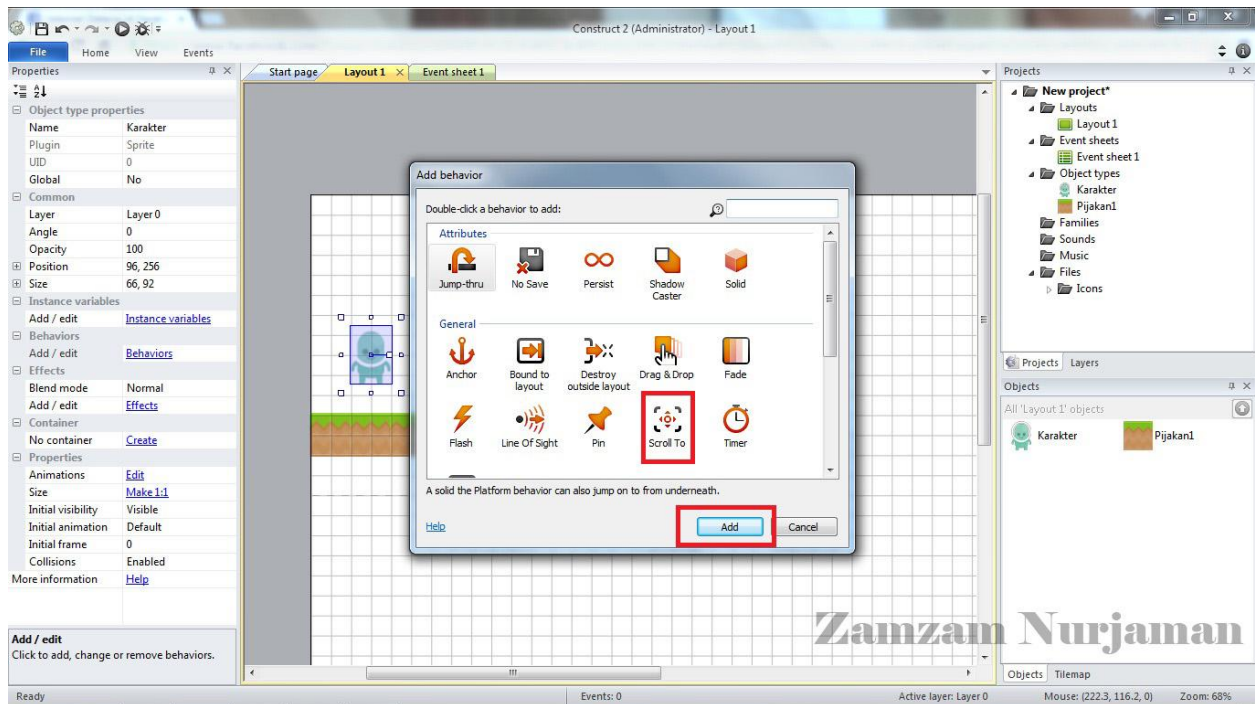 Construct 2 (Administrator) - Layout 1
File Home View Events
Properties
Object type properties
Name Karakter
Plugin Sprite
UID 0
Global No
Common
Layer Layer 0
Angle 0
Opacity 100
Position 96, 256
Size 66, 92
Instance variables
Add / edit Instance variables
Behaviors
Add / edit Behaviors
Effects
Blend mode Normal
Add / edit Effects
Container
No container Create
Properties
Animations Edit
Size Make 1:1
Initial visibility Visible
Initial animation Default
Initial frame 0
Collisions Enabled
More information Help
Add / edit
Click to add, change or remove behaviors.
Start page Layout 1 Event sheet 1
Add behavior
Double-click a behavior to add:
Attributes
Jump-thru No Save Persist Shadow Caster Solid
General
Anchor Bound to layout Destroy outside layout Drag & Drop Fade
Flash Line Of Sight Pin Scroll To Timer
A solid the Platform behavior can also jump on to from underneath.
Help Add Cancel
Projects
New project*
Layouts
Layout 1
Event sheets
Event sheet 1
Object types
Karakter
Pijakan1
Families
Sounds
Music
Files
Icons
Projects Layers
Objects
All 'Layout 1' objects
Karakter Pijakan1
Zamzam Nurjaman
Objects Tilemap
Ready Events: 0 Active layer: Layer 0 Mouse: (222.3, 116.2, 0) Zoom: 68%